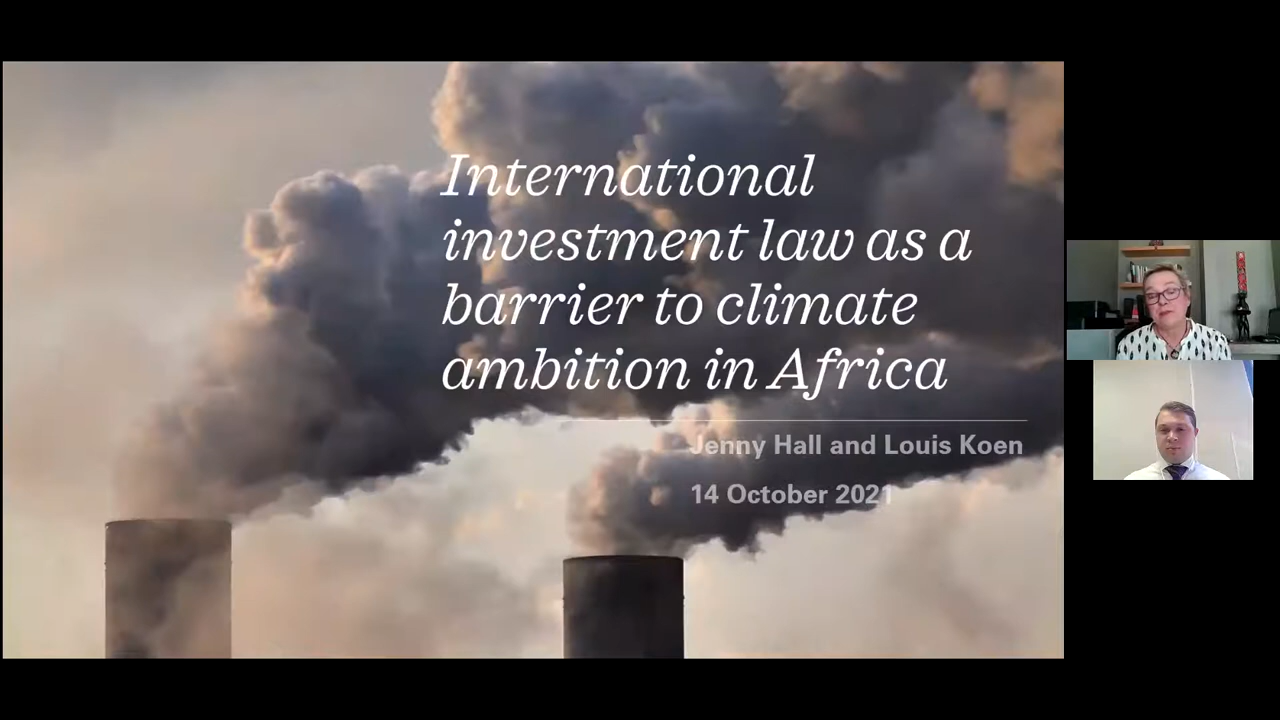 International
investment law as a
barrier to climate
ambition in Africa
Jenny Hall and Louis Koen
14 October 2021